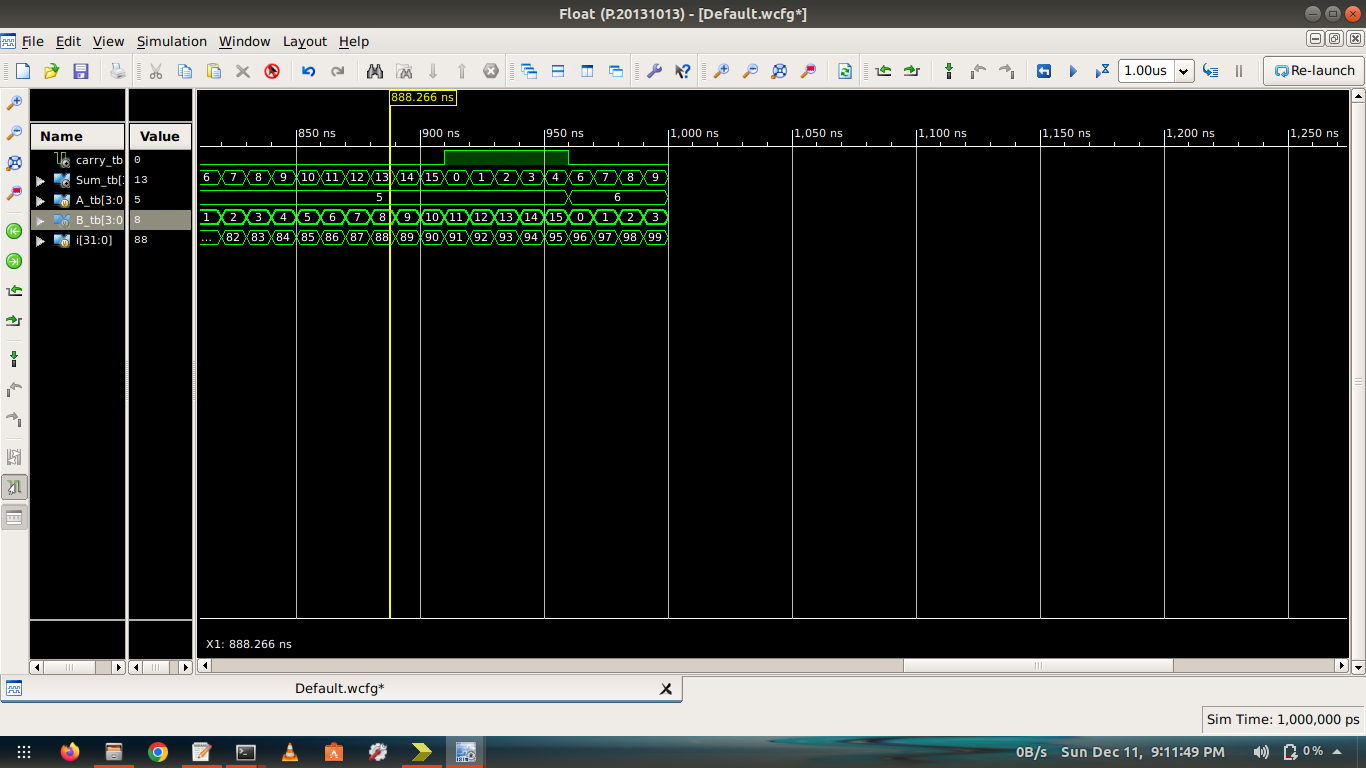 Float (P.20131013) - [Default.wcfg*]
File Edit View Simulation Window Layout Help
1.00us Re-launch
888.266 ns
850 ns 900 ns 950 ns 1,000 ns 1,050 ns 1,100 ns 1,150 ns 1,200 ns 1,250 ns
Name Value
carry_tb 0
Sum_tb[ 13 6 7 8 9 10 11 12 13 14 15 0 1 2 3 4 6 7 8 9
A_tb[3:0 5 5 6
B_tb[3:0 8 1 2 3 4 5 6 7 8 9 10 11 12 13 14 15 0 1 2 3
i[31:0] 88 ... 82 83 84 85 86 87 88 89 90 91 92 93 94 95 96 97 98 99
X1: 888.266 ns
Default.wcfg*
Sim Time: 1,000,000 ps
0B/s Sun Dec 11, 9:11:49 PM 0 %